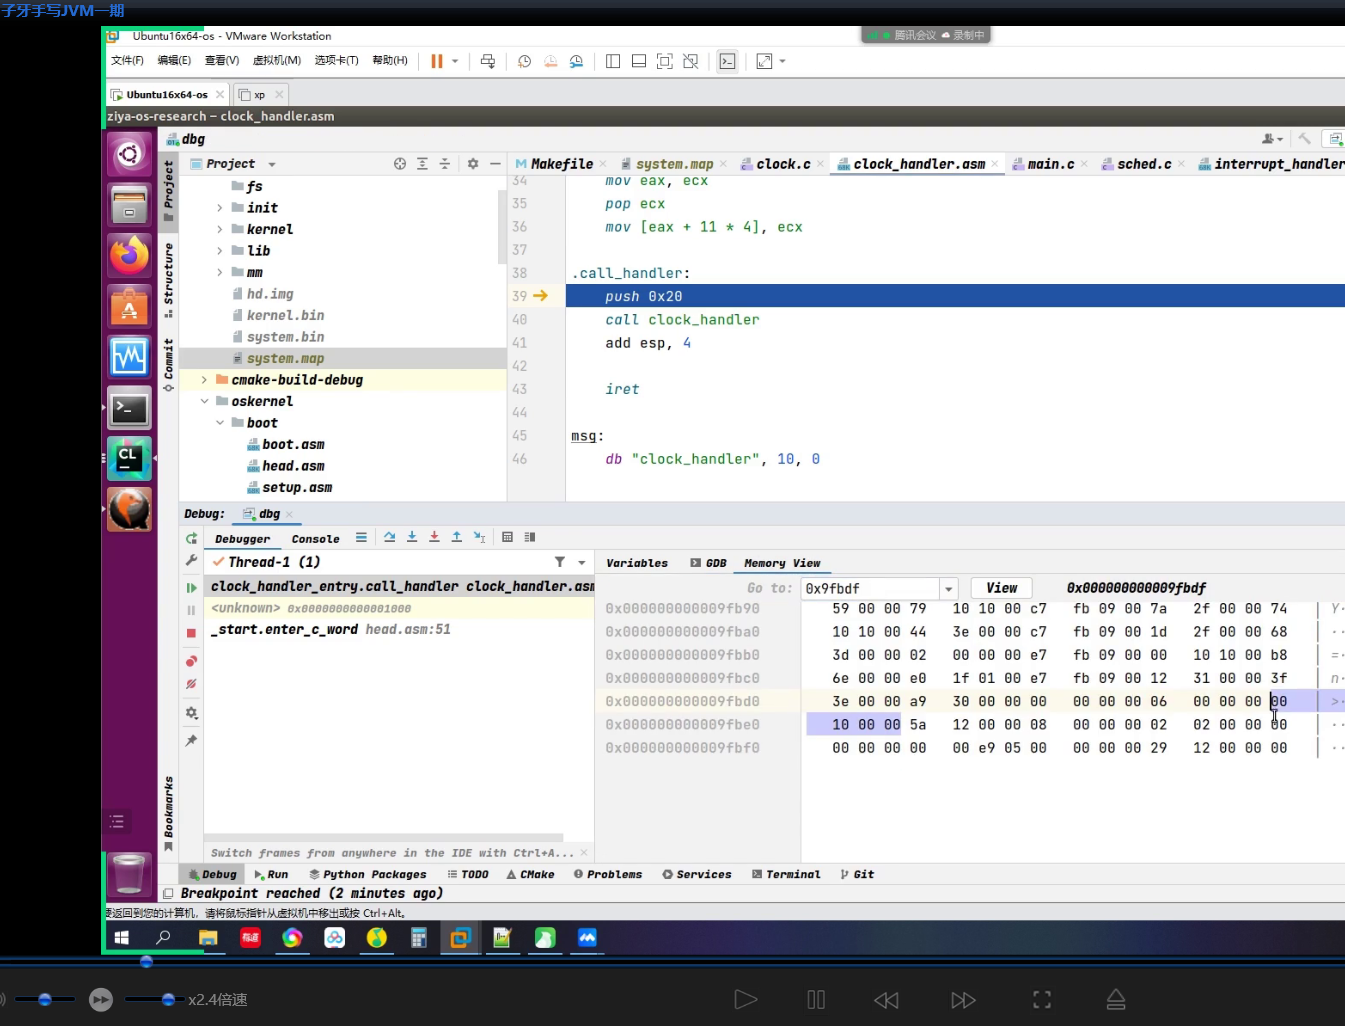 子牙手写JVM一期
Ubuntu16x64-os - VMware Workstation
腾讯会议 录制中
文件(F) 编辑(E) 查看(V) 虚拟机(M) 选项卡(T) 帮助(H)
Ubuntu16x64-os × xp ×
ziya-os-research – clock_handler.asm
dbg
Project
Makefile system.map clock.c clock_handler.asm main.c sched.c interrupt_handler
fs
init
kernel
lib
mm
hd.img
kernel.bin
system.bin
system.map
cmake-build-debug
oskernel
boot
boot.asm
head.asm
setup.asm
Project
Structure
Commit
Bookmarks
34 mov eax, ecx
35 pop ecx
36 mov [eax + 11 * 4], ecx
37
38 .call_handler:
39 push 0x20
40 call clock_handler
41 add esp, 4
42
43 iret
44
45 msg:
46 db "clock_handler", 10, 0
Debug: dbg
Debugger Console
Thread-1 (1)
clock_handler_entry.call_handler clock_handler.asm
<unknown> 0x0000000000001000
_start.enter_c_word head.asm:51
Switch frames from anywhere in the IDE with Ctrl+A...
Variables GDB Memory View
Go to: 0x9fbdf View 0x000000000009fbdf
0x000000000009fb90 59 00 00 79 10 10 00 c7 fb 09 00 7a 2f 00 00 74 Y·
0x000000000009fba0 10 10 00 44 3e 00 00 c7 fb 09 00 1d 2f 00 00 68 ··
0x000000000009fbb0 3d 00 00 02 00 00 00 e7 fb 09 00 00 10 10 00 b8 =·
0x000000000009fbc0 6e 00 00 e0 1f 01 00 e7 fb 09 00 12 31 00 00 3f n·
0x000000000009fbd0 3e 00 00 a9 30 00 00 00 00 00 00 06 00 00 00 00 >·
0x000000000009fbe0 10 00 00 5a 12 00 00 08 00 00 00 02 02 00 00 00 ··
0x000000000009fbf0 00 00 00 00 00 e9 05 00 00 00 00 29 12 00 00 00 ··
Debug Run Python Packages TODO CMake Problems Services Terminal Git
Breakpoint reached (2 minutes ago)
要返回到您的计算机，请将鼠标指针从虚拟机中移出或按 Ctrl+Alt。
x2.4倍速